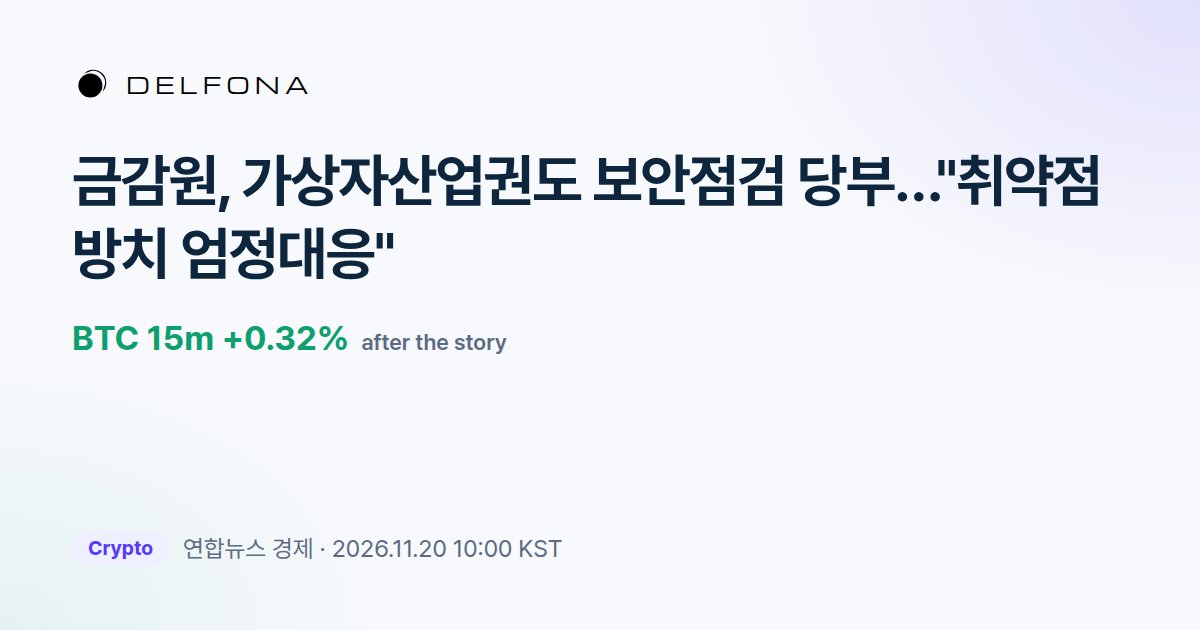 DELFONA
금감원, 가상자산업권도 보안점검 당부…"취약점
방치 엄정대응"
BTC 15m +0.32% after the story
Crypto 연합뉴스 경제 · 2026.11.20 10:00 KST